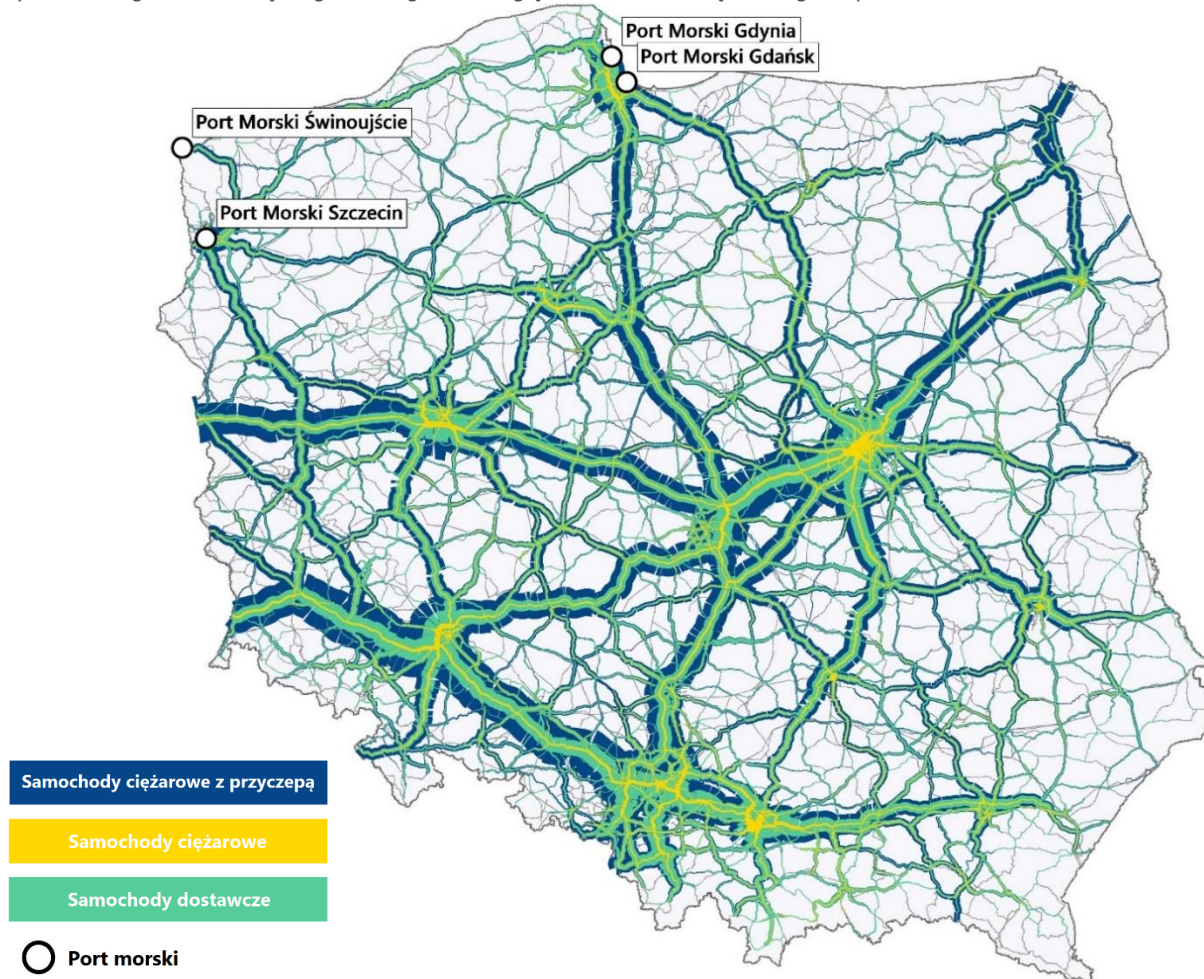 Port Morski Gdynia
Port Morski Gdańsk
Port Morski Świnoujście
Port Morski Szczecin
Samochody ciężarowe z przyczepą
Samochody ciężarowe
Samochody dostawcze
Port morski